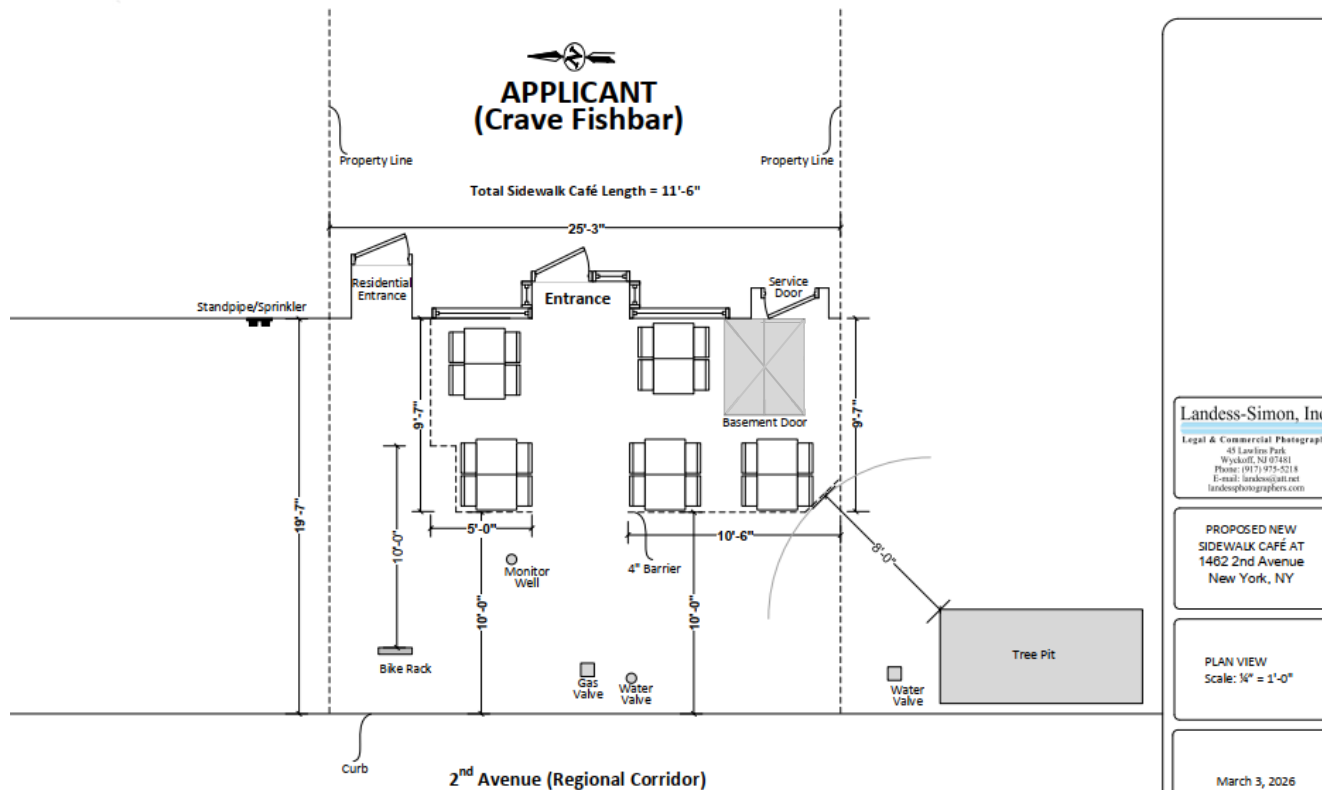 N
APPLICANT
(Crave Fishbar)
Property Line
Property Line
Total Sidewalk Café Length = 11'-6"
25'-3"
Residential
Entrance
Entrance
Service
Door
Standpipe/Sprinkler
9'-7"
Basement Door
9'-7"
19'-7"
10'-0"
5'-0"
10'-6"
8'-0"
Monitor
Well
4" Barrier
10'-0"
10'-0"
Bike Rack
Gas
Valve
Water
Valve
Water
Valve
Tree Pit
Curb
2nd Avenue (Regional Corridor)
Landess-Simon, Inc
Legal & Commercial Photograph
45 Lawlins Park
Wyckoff, NJ 07481
Phone: (917) 975-5218
E-mail: landess@att.net
landessphotographers.com
PROPOSED NEW
SIDEWALK CAFÉ AT
1462 2nd Avenue
New York, NY
PLAN VIEW
Scale: ¼" = 1'-0"
March 3, 2026